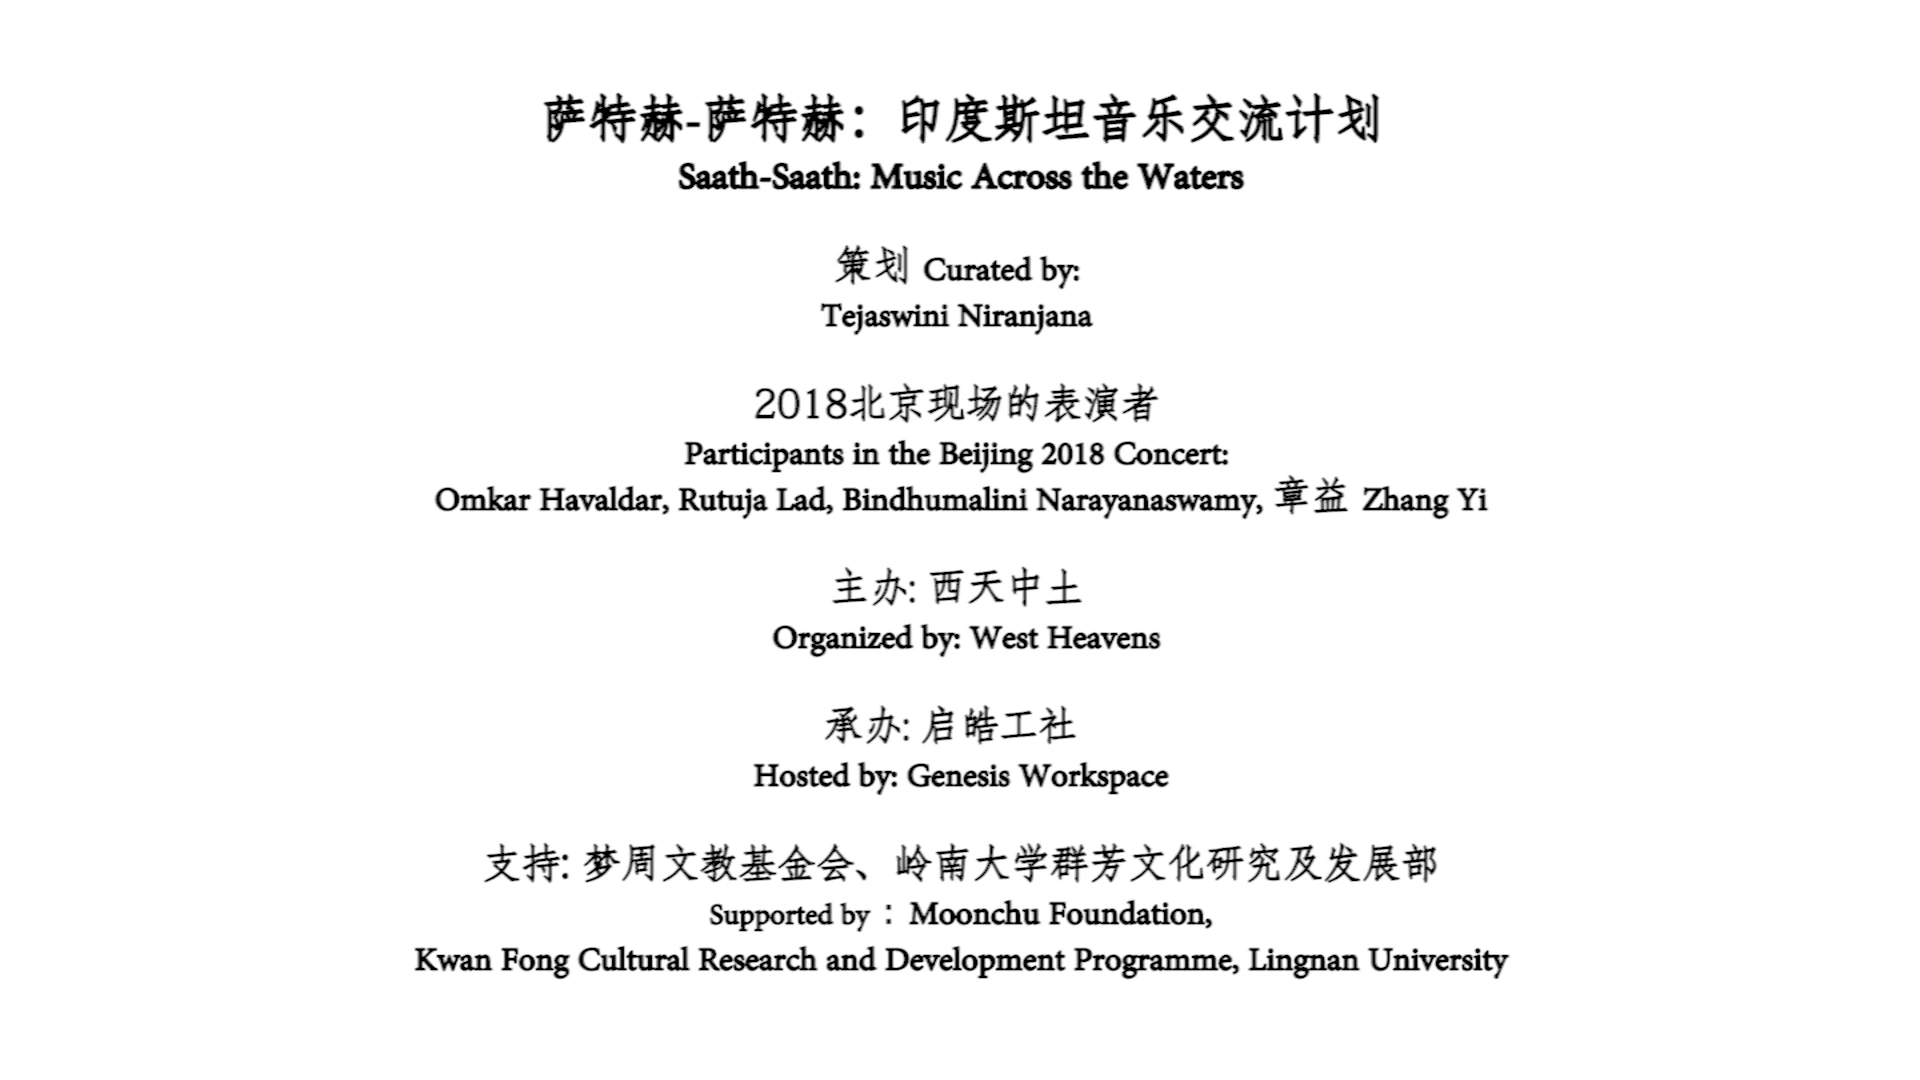 萨特赫-萨特赫：印度斯坦音乐交流计划
Saath-Saath: Music Across the Waters
策划 Curated by:
Tejaswini Niranjana
2018北京现场的表演者
Participants in the Beijing 2018 Concert:
Omkar Havaldar, Rutuja Lad, Bindhumalini Narayanaswamy, 章益 Zhang Yi
主办: 西天中土
Organized by: West Heavens
承办: 启皓工社
Hosted by: Genesis Workspace
支持: 梦周文教基金会、岭南大学群芳文化研究及发展部
Supported by：Moonchu Foundation,
Kwan Fong Cultural Research and Development Programme, Lingnan University